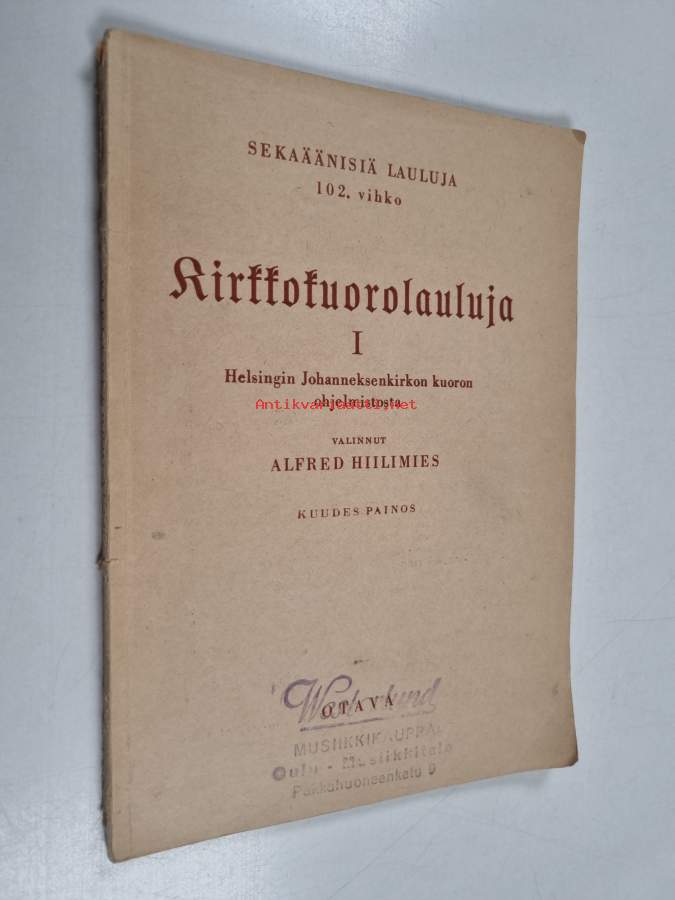 SEKAÄÄNISIÄ LAULUJA
102. vihko
Kirkkokuorolauluja
I
Helsingin Johanneksenkirkon kuoron
ohjelmistosta
Antikvariaatti.net
VALINNUT
ALFRED HIILIMIES
KUUDES PAINOS
OTAVA
MUSIIKKIKAUPPA
Oulu - Musiikkitalo
Pakkahuoneenkatu 9